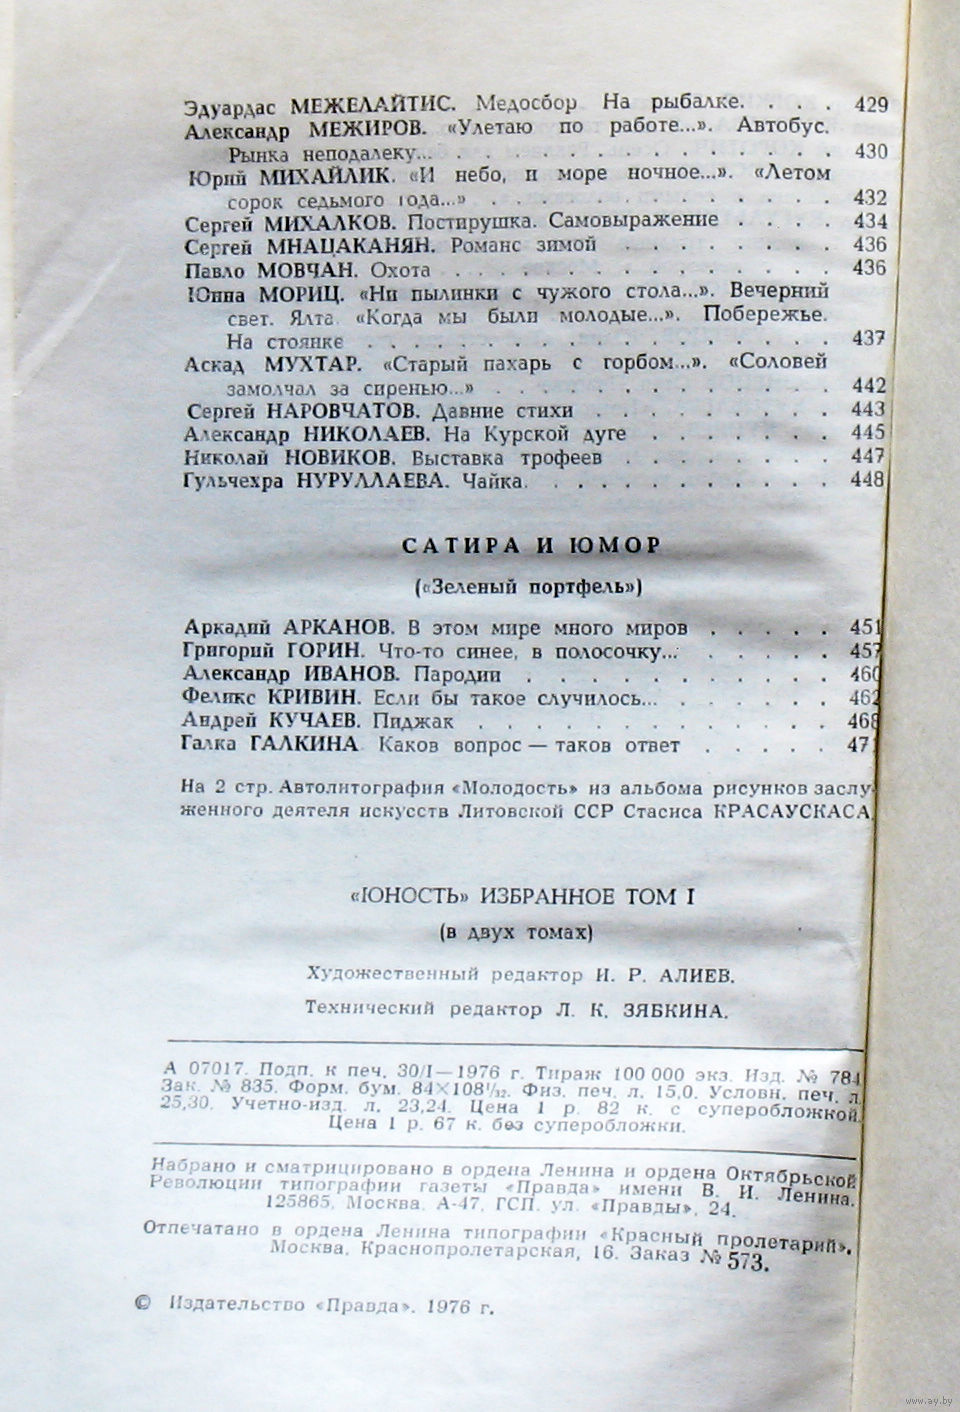 Эдуардас МЕЖЕЛАЙТИС. Медосбор На рыбалке. . . . 429
Александр МЕЖИРОВ. «Улетаю по работе...». Автобус.
Рынка неподалеку... . . . . . . . . . . . . . . 430
Юрий МИХАЙЛИК. «И небо, и море ночное...». «Летом
сорок седьмого года...» . . . . . . . . . . . . . 432
Сергей МИХАЛКОВ. Постирушка. Самовыражение . . . . 434
Сергей МНАЦАКАНЯН. Романс зимой . . . . . . . . 436
Павло МОВЧАН. Охота . . . . . . . . . . . . . . 436
Юнна МОРИЦ. «Ни пылинки с чужого стола...». Вечерний
свет. Ялта. «Когда мы были молодые...». Побережье.
На стоянке . . . . . . . . . . . . . . . . . 437
Аскад МУХТАР. «Старый пахарь с горбом...». «Соловей
замолчал за сиренью...» . . . . . . . . . . . . 442
Сергей НАРОВЧАТОВ. Давние стихи . . . . . . . . . 443
Александр НИКОЛАЕВ. На Курской дуге . . . . . . . 445
Николай НОВИКОВ. Выставка трофеев . . . . . . . . 447
Гульчехра НУРУЛЛАЕВА. Чайка. . . . . . . . . . . 448
САТИРА И ЮМОР
(«Зеленый портфель»)
Аркадий АРКАНОВ. В этом мире много миров . . . . . 451
Григорий ГОРИН. Что-то синее, в полосочку... . . . . . 457
Александр ИВАНОВ. Пародии . . . . . . . . . . . 460
Феликс КРИВИН. Если бы такое случилось... . . . . . . 462
Андрей КУЧАЕВ. Пиджак . . . . . . . . . . . . . 468
Галка ГАЛКИНА Каков вопрос — таков ответ . . . . . 471
На 2 стр. Автолитография «Молодость» из альбома рисунков заслу-
женного деятеля искусств Литовской ССР Стасиса КРАСАУСКАСА.
«ЮНОСТЬ» ИЗБРАННОЕ ТОМ I
(в двух томах)
Художественный редактор И. Р. АЛИЕВ.
Технический редактор Л. К. ЗЯБКИНА.
А 07017. Подп. к печ. 30/I—1976 г. Тираж 100 000 экз. Изд. № 784
Зак. № 835. Форм. бум. 84×108¹/₃₂. Физ. печ. л. 15,0. Условн. печ. л.
25,30. Учетно-изд. л. 23,24. Цена 1 р. 82 к. с суперобложкой.
Цена 1 р. 67 к. без суперобложки.
Набрано и сматрицировано в ордена Ленина и ордена Октябрьской
Революции типографии газеты «Правда» имени В. И. Ленина.
125865. Москва. А-47, ГСП. ул. «Правды», 24.
Отпечатано в ордена Ленина типографии «Красный пролетарий».
Москва. Краснопролетарская, 16. Заказ № 573.
© Издательство «Правда». 1976 г.
www.ay.by